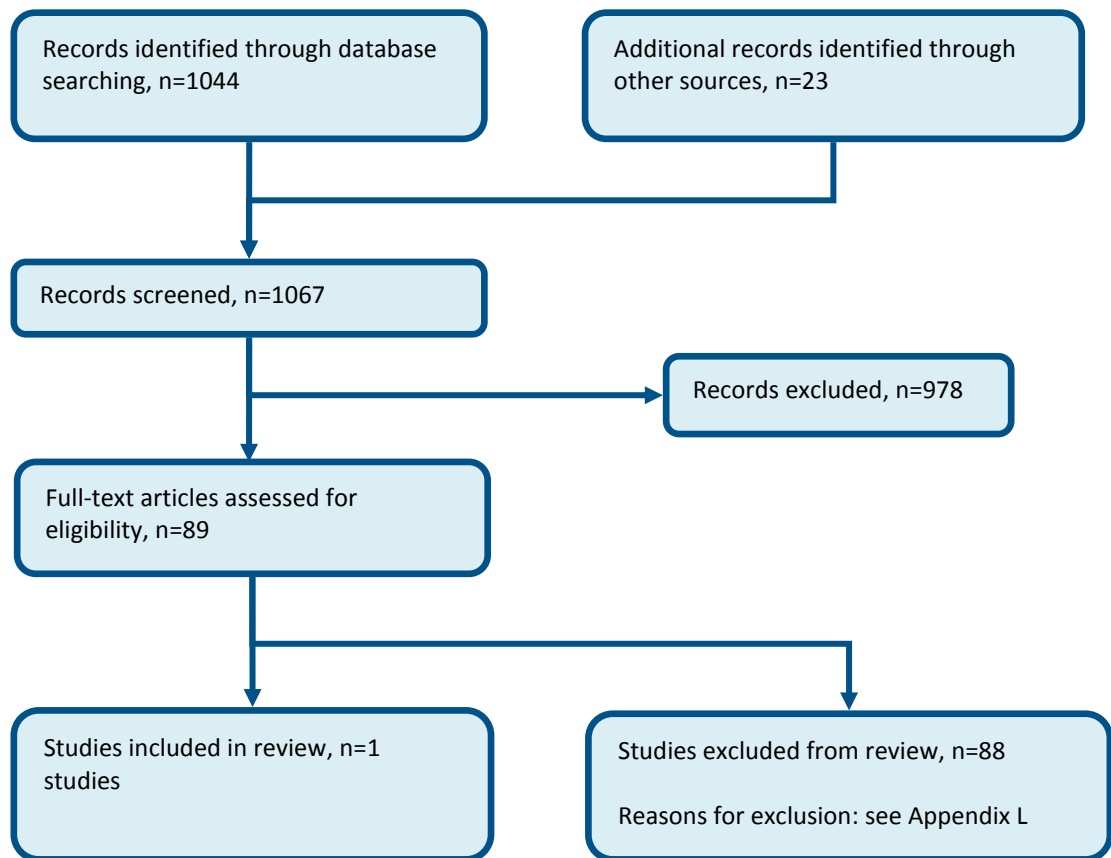 Records identified through database
searching, n=1044
Additional records identified through
other sources, n=23
Records screened, n=1067
Records excluded, n=978
Full-text articles assessed for
eligibility, n=89
Studies included in review, n=1
studies
Studies excluded from review, n=88
Reasons for exclusion: see Appendix L